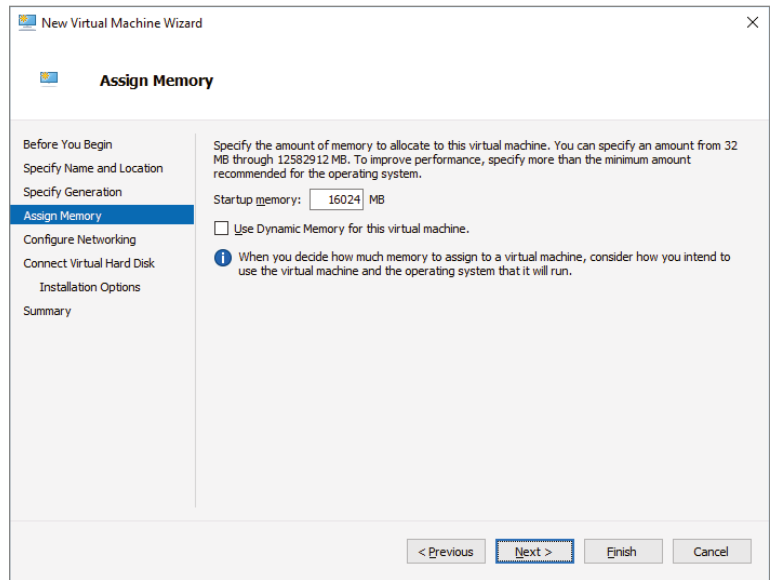 New Virtual Machine Wizard
Assign Memory
Before You Begin
Specify Name and Location
Specify Generation
Assign Memory
Configure Networking
Connect Virtual Hard Disk
Installation Options
Summary
Specify the amount of memory to allocate to this virtual machine. You can specify an amount from 32
MB through 12582912 MB. To improve performance, specify more than the minimum amount
recommended for the operating system.
Startup memory: 16024 MB
Use Dynamic Memory for this virtual machine.
When you decide how much memory to assign to a virtual machine, consider how you intend to
use the virtual machine and the operating system that it will run.
< Previous Next > Finish Cancel